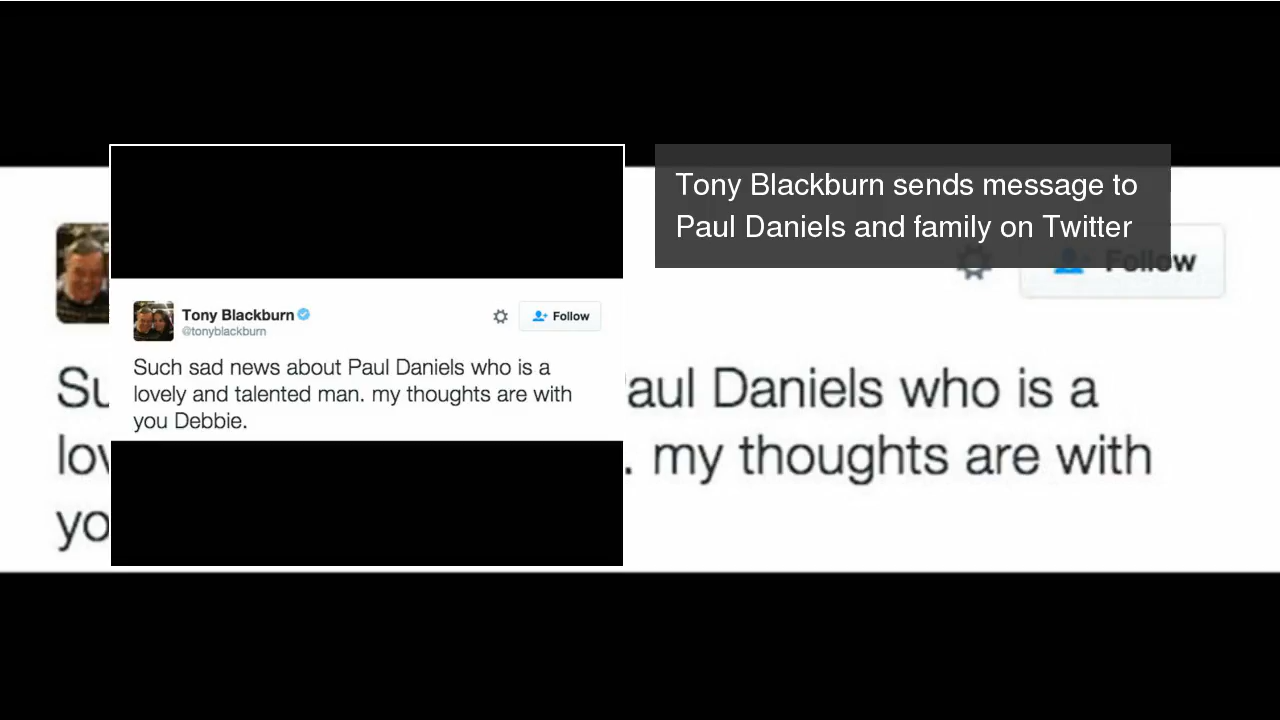 Tony Blackburn sends message to
Paul Daniels and family on Twitter
Tony Blackburn
@tonyblackburn
Follow
Such sad news about Paul Daniels who is a
lovely and talented man. my thoughts are with
you Debbie.
Follow
Su aul Daniels who is a
lov . my thoughts are with
yo